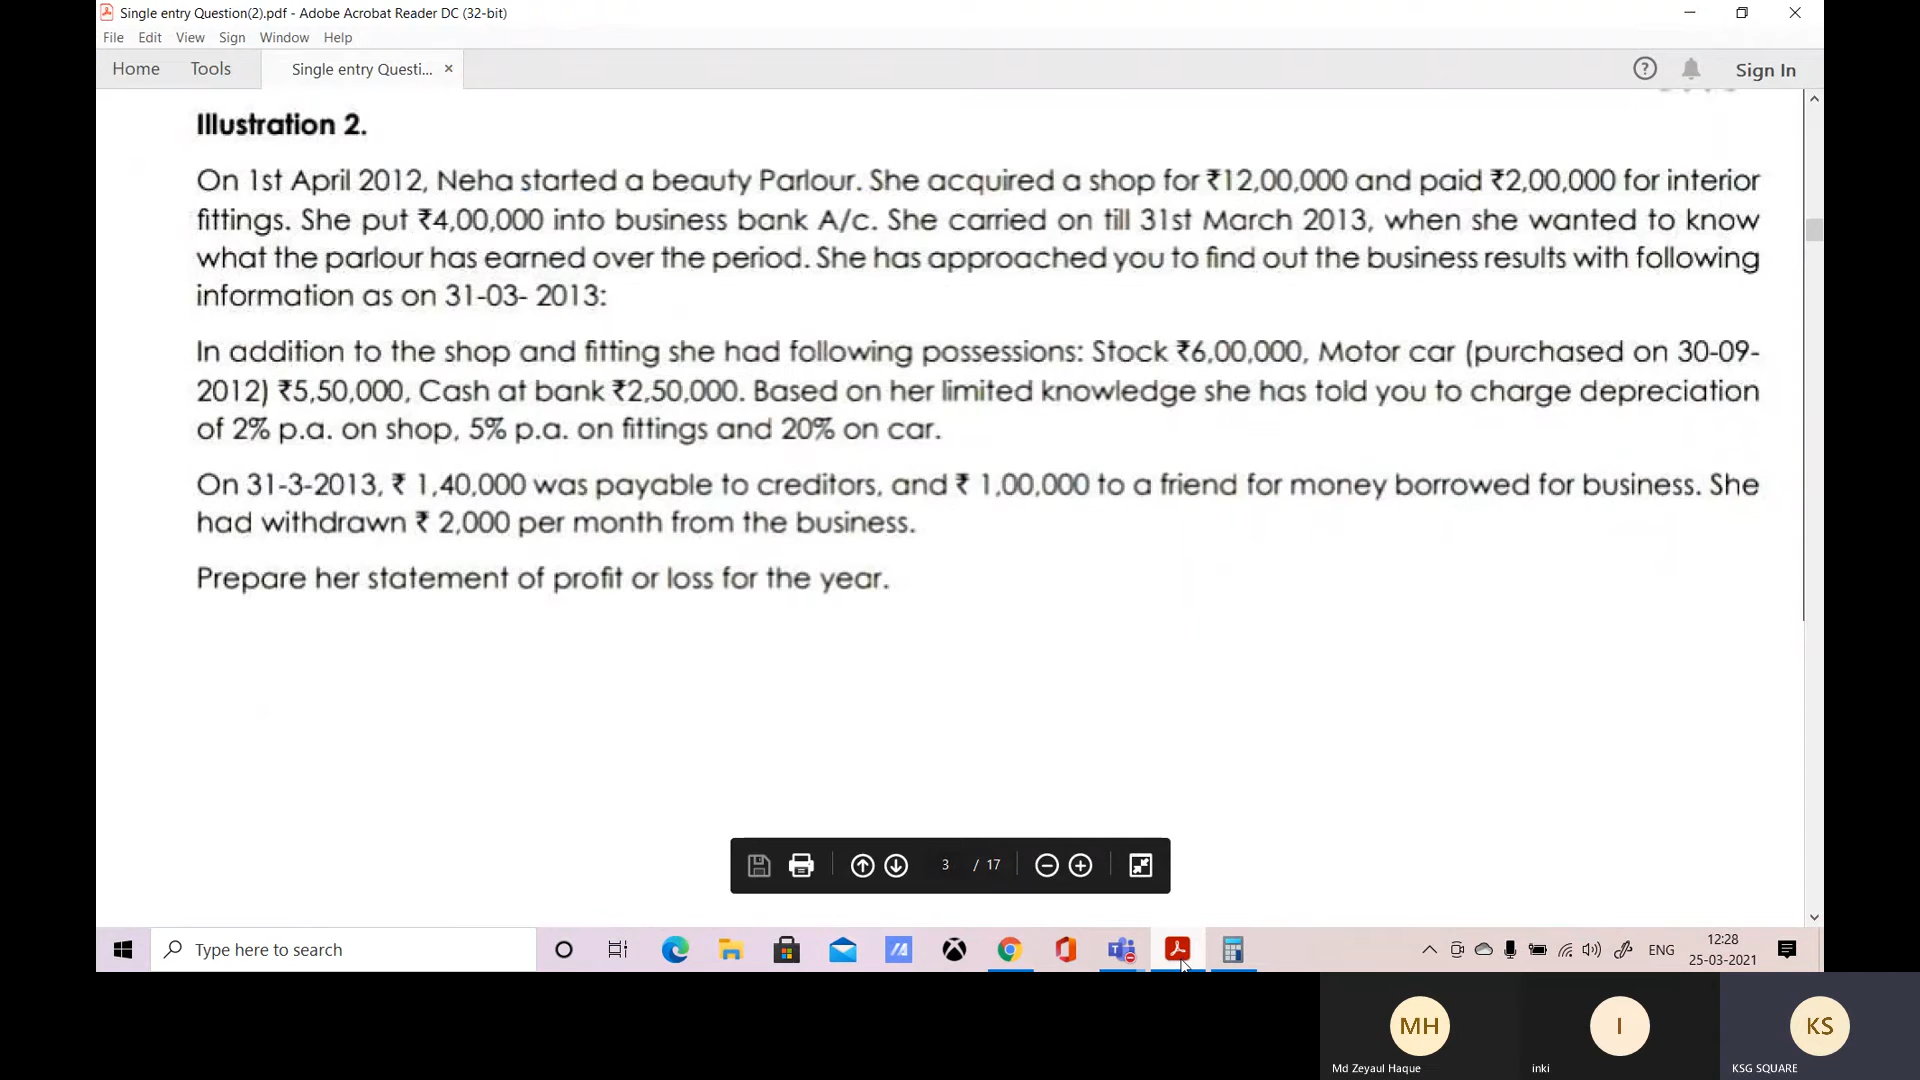 Single entry Question(2).pdf - Adobe Acrobat Reader DC (32-bit)
File Edit View Sign Window Help
Home Tools Single entry Questi... × Sign In
Illustration 2.
On 1st April 2012, Neha started a beauty Parlour. She acquired a shop for ₹12,00,000 and paid ₹2,00,000 for interior
fittings. She put ₹4,00,000 into business bank A/c. She carried on till 31st March 2013, when she wanted to know
what the parlour has earned over the period. She has approached you to find out the business results with following
information as on 31-03- 2013:
In addition to the shop and fitting she had following possessions: Stock ₹6,00,000, Motor car (purchased on 30-09-
2012) ₹5,50,000, Cash at bank ₹2,50,000. Based on her limited knowledge she has told you to charge depreciation
of 2% p.a. on shop, 5% p.a. on fittings and 20% on car.
On 31-3-2013, ₹ 1,40,000 was payable to creditors, and ₹ 1,00,000 to a friend for money borrowed for business. She
had withdrawn ₹ 2,000 per month from the business.
Prepare her statement of profit or loss for the year.
3 / 17
Type here to search
ENG
12:28
25-03-2021
MH I KS
Md Zeyaul Haque inki KSG SQUARE